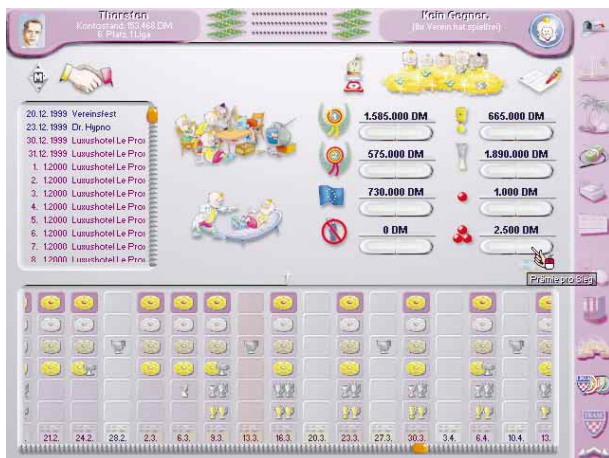 Thorsten
Kontostand: 153.468 DM
6. Platz, 1.Liga
Kein Gegner.
(Ihr Verein hat spielfrei)
M
20.12.1999 Vereinsfest
23.12.1999 Dr. Hypno
30.12.1999 Luxushotel Le Pro
31.12.1999 Luxushotel Le Pro
1. 1.2000 Luxushotel Le Pro
2. 1.2000 Luxushotel Le Pro
3. 1.2000 Luxushotel Le Pro
4. 1.2000 Luxushotel Le Pro
5. 1.2000 Luxushotel Le Pro
6. 1.2000 Luxushotel Le Pro
7. 1.2000 Luxushotel Le Pro
8. 1.2000 Luxushotel Le Pro
1 1.585.000 DM
665.000 DM
2 575.000 DM
1.890.000 DM
730.000 DM
1.000 DM
0 DM
2.500 DM
Prämie pro Sieg
21.2. 24.2. 28.2. 2.3. 6.3. 9.3. 13.3. 16.3. 20.3. 23.3. 27.3. 30.3. 3.4. 6.4. 10.4. 13.